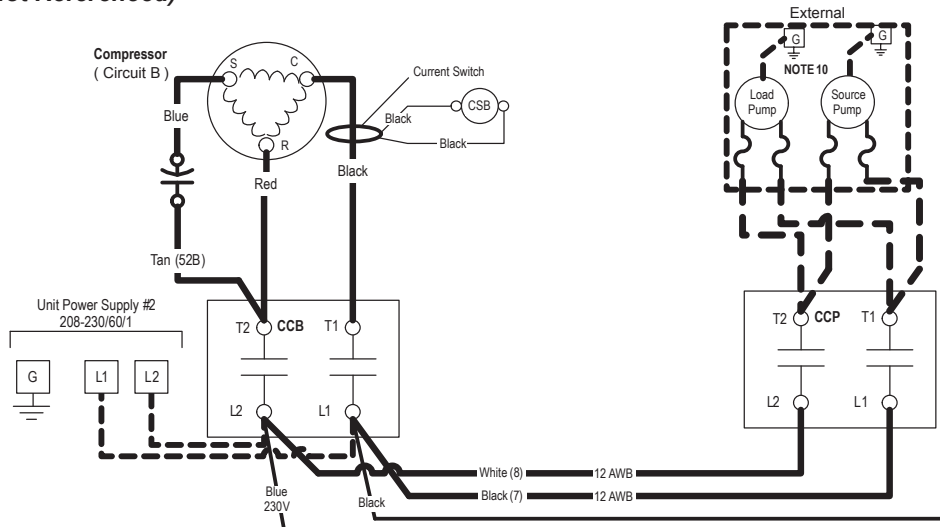 External
G
G
Compressor
( Circuit B )
S
C
R
Current Switch
CSB
Black
Black
Blue
Red
Black
NOTE 10
Load
Pump
Source
Pump
Tan (52B)
Unit Power Supply #2
208-230/60/1
G
L1
L2
T2
CCB
T1
L2
L1
T2
CCP
T1
L2
L1
White (8)
12 AWB
Black (7)
12 AWB
Blue
230V
Black